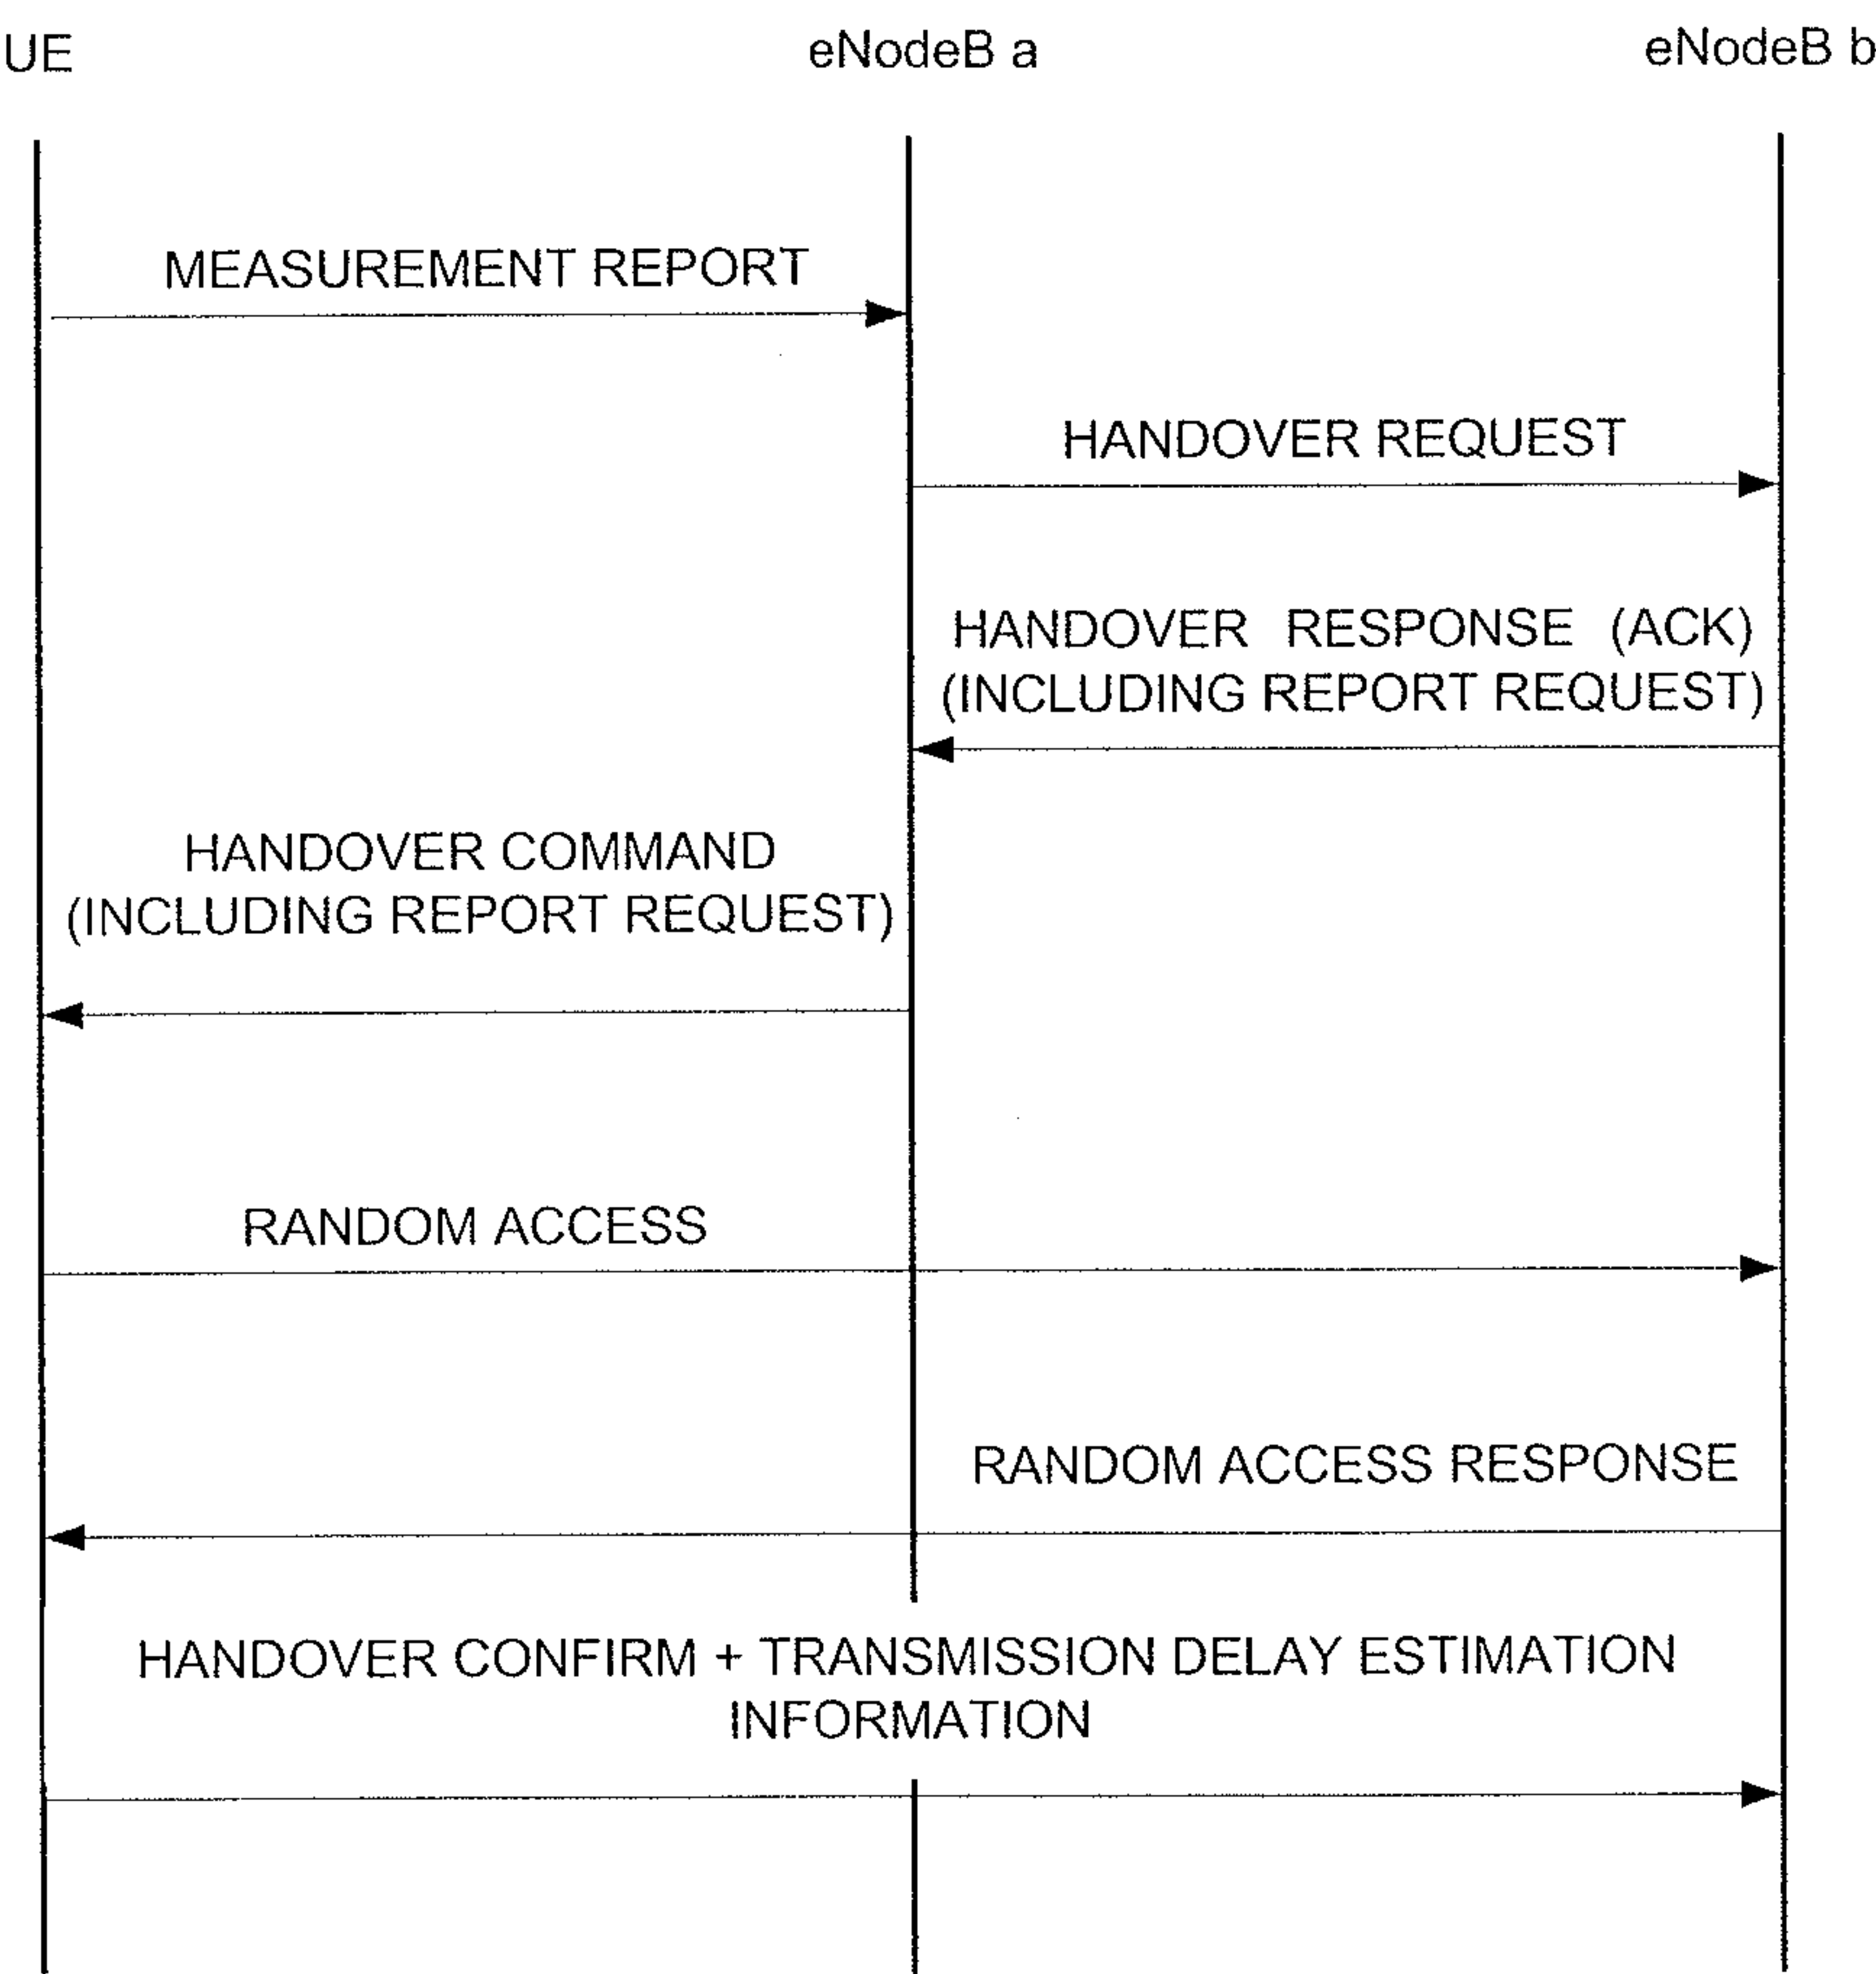 UE
eNodeB a
eNodeB b
MEASUREMENT REPORT
HANDOVER REQUEST
HANDOVER RESPONSE (ACK)
(INCLUDING REPORT REQUEST)
HANDOVER COMMAND
(INCLUDING REPORT REQUEST)
RANDOM ACCESS
RANDOM ACCESS RESPONSE
HANDOVER CONFIRM + TRANSMISSION DELAY ESTIMATION
INFORMATION